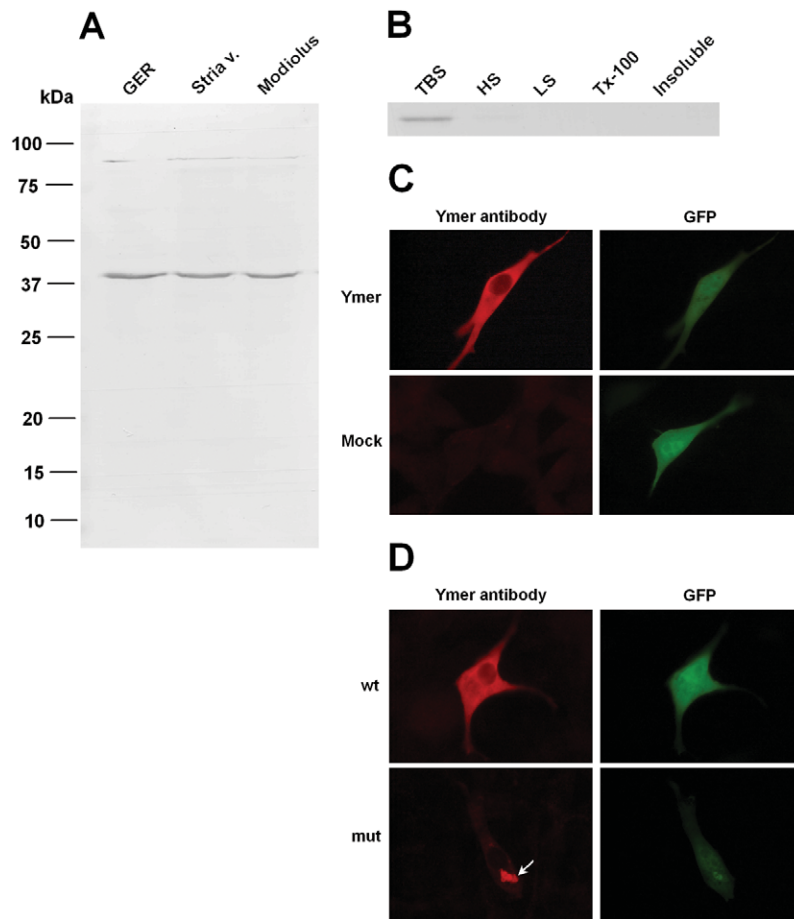 A
GER Stria v. Modiolus
kDa
100
75
50
37
25
20
15
10
B
TBS HS LS Tx-100 Insoluble
C
Ymer antibody GFP
Ymer
Mock
D
Ymer antibody GFP
wt
mut